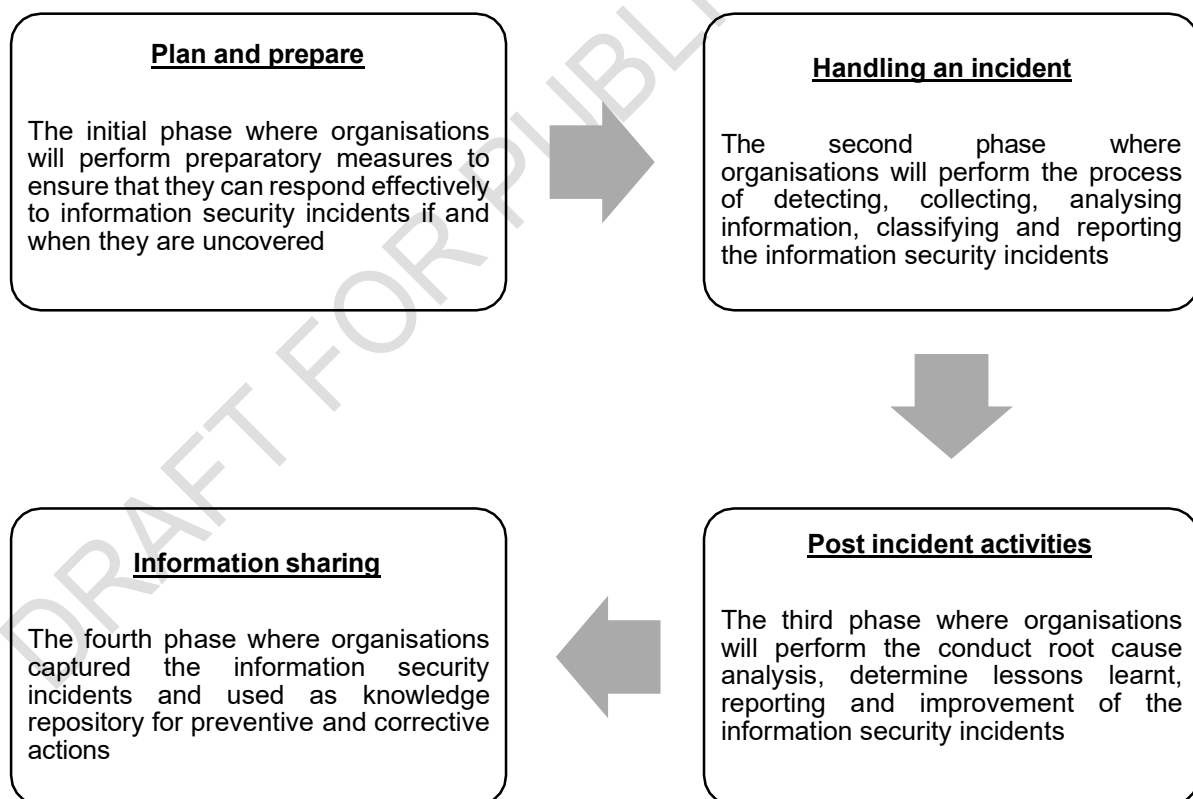 Plan and prepare
The initial phase where organisations
will perform preparatory measures to
ensure that they can respond effectively
to information security incidents if and
when they are uncovered
Handling an incident
The second phase where
organisations will perform the process
of detecting, collecting, analysing
information, classifying and reporting
the information security incidents
Post incident activities
The third phase where organisations
will perform the conduct root cause
analysis, determine lessons learnt,
reporting and improvement of the
information security incidents
Information sharing
The fourth phase where organisations
captured the information security
incidents and used as knowledge
repository for preventive and corrective
actions
DRAFT FOR